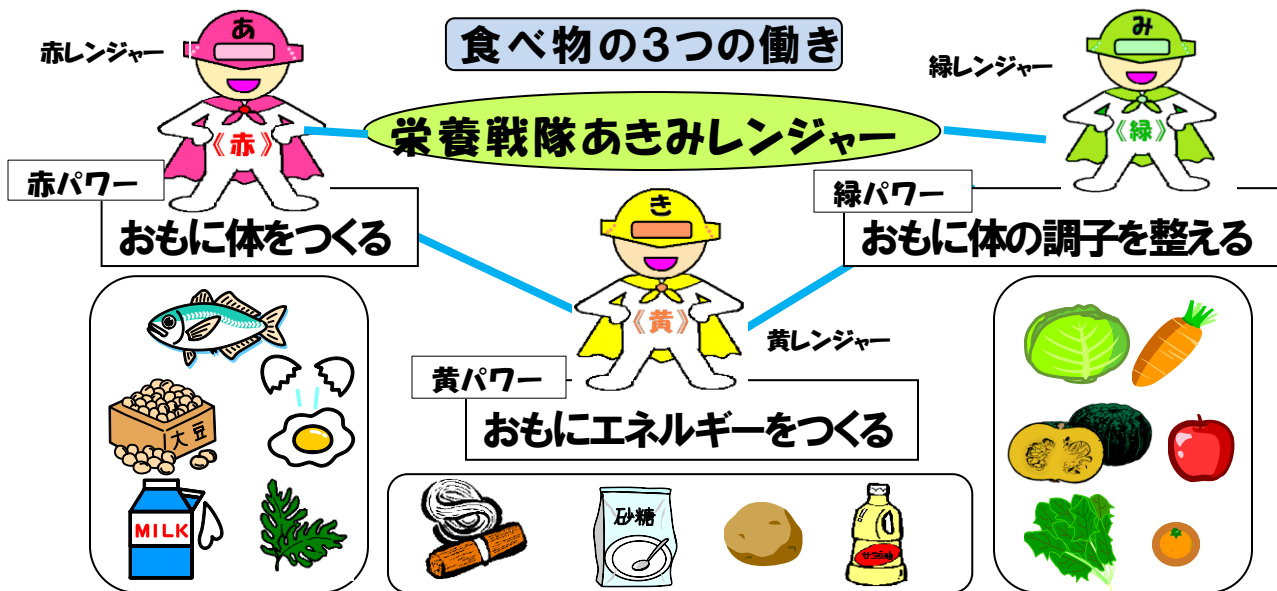 食べ物の３つの働き
栄養戦隊あきみレンジャー
赤レンジャー
あ
《赤》
赤パワー
おもに体をつくる
大豆
MILK
き
《黄》
黄レンジャー
黄パワー
おもにエネルギーをつくる
砂糖
サラダ油
緑レンジャー
み
《緑》
緑パワー
おもに体の調子を整える